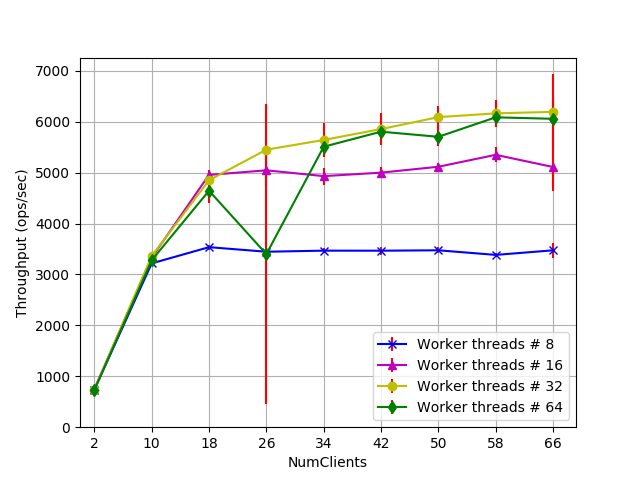 7000
6000
5000
4000
3000
2000
1000
0
Throughput (ops/sec)
2 10 18 26 34 42 50 58 66
NumClients
Worker threads # 8
Worker threads # 16
Worker threads # 32
Worker threads # 64